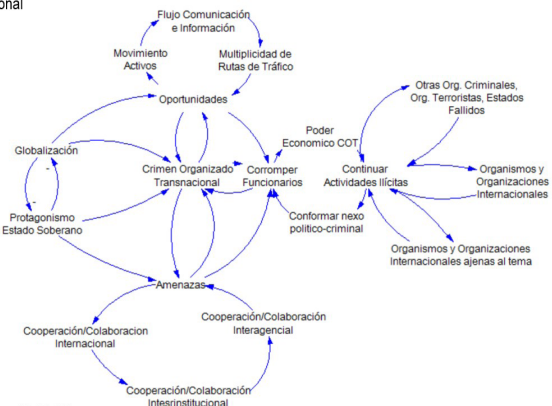 onal
Flujo Comunicación
e Información
Movimiento
Activos
Multiplicidad de
Rutas de Tráfico
Oportunidades
Otras Org. Criminales,
Org. Terroristas, Estados
Fallidos
Poder
Economico COT
Globalización
-
-
Crimen Organizado
Transnacional
Corromper
Funcionarios
Continuar
Actividades Ilícitas
Organismos y
Organizaciones
Internacionales
Protagonismo
Estado Soberano
Conformar nexo
politico-criminal
Organismos y Organizaciones
Internacionales ajenas al tema
Amenazas
Cooperación/Colaboracion
Internacional
Cooperación/Colaboración
Interagencial
Cooperación/Colaboración
Intesrinstitucional